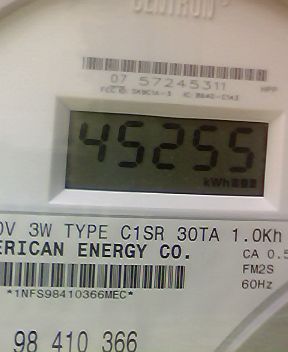 CENTRON
07 57245311
HPP
45255
kWh
0V 3W TYPE C1SR 30TA 1.0Kh
ERICAN ENERGY CO.
CA 0.5
*1NFS98410366MEC*
FM2S
60Hz
98 410 366